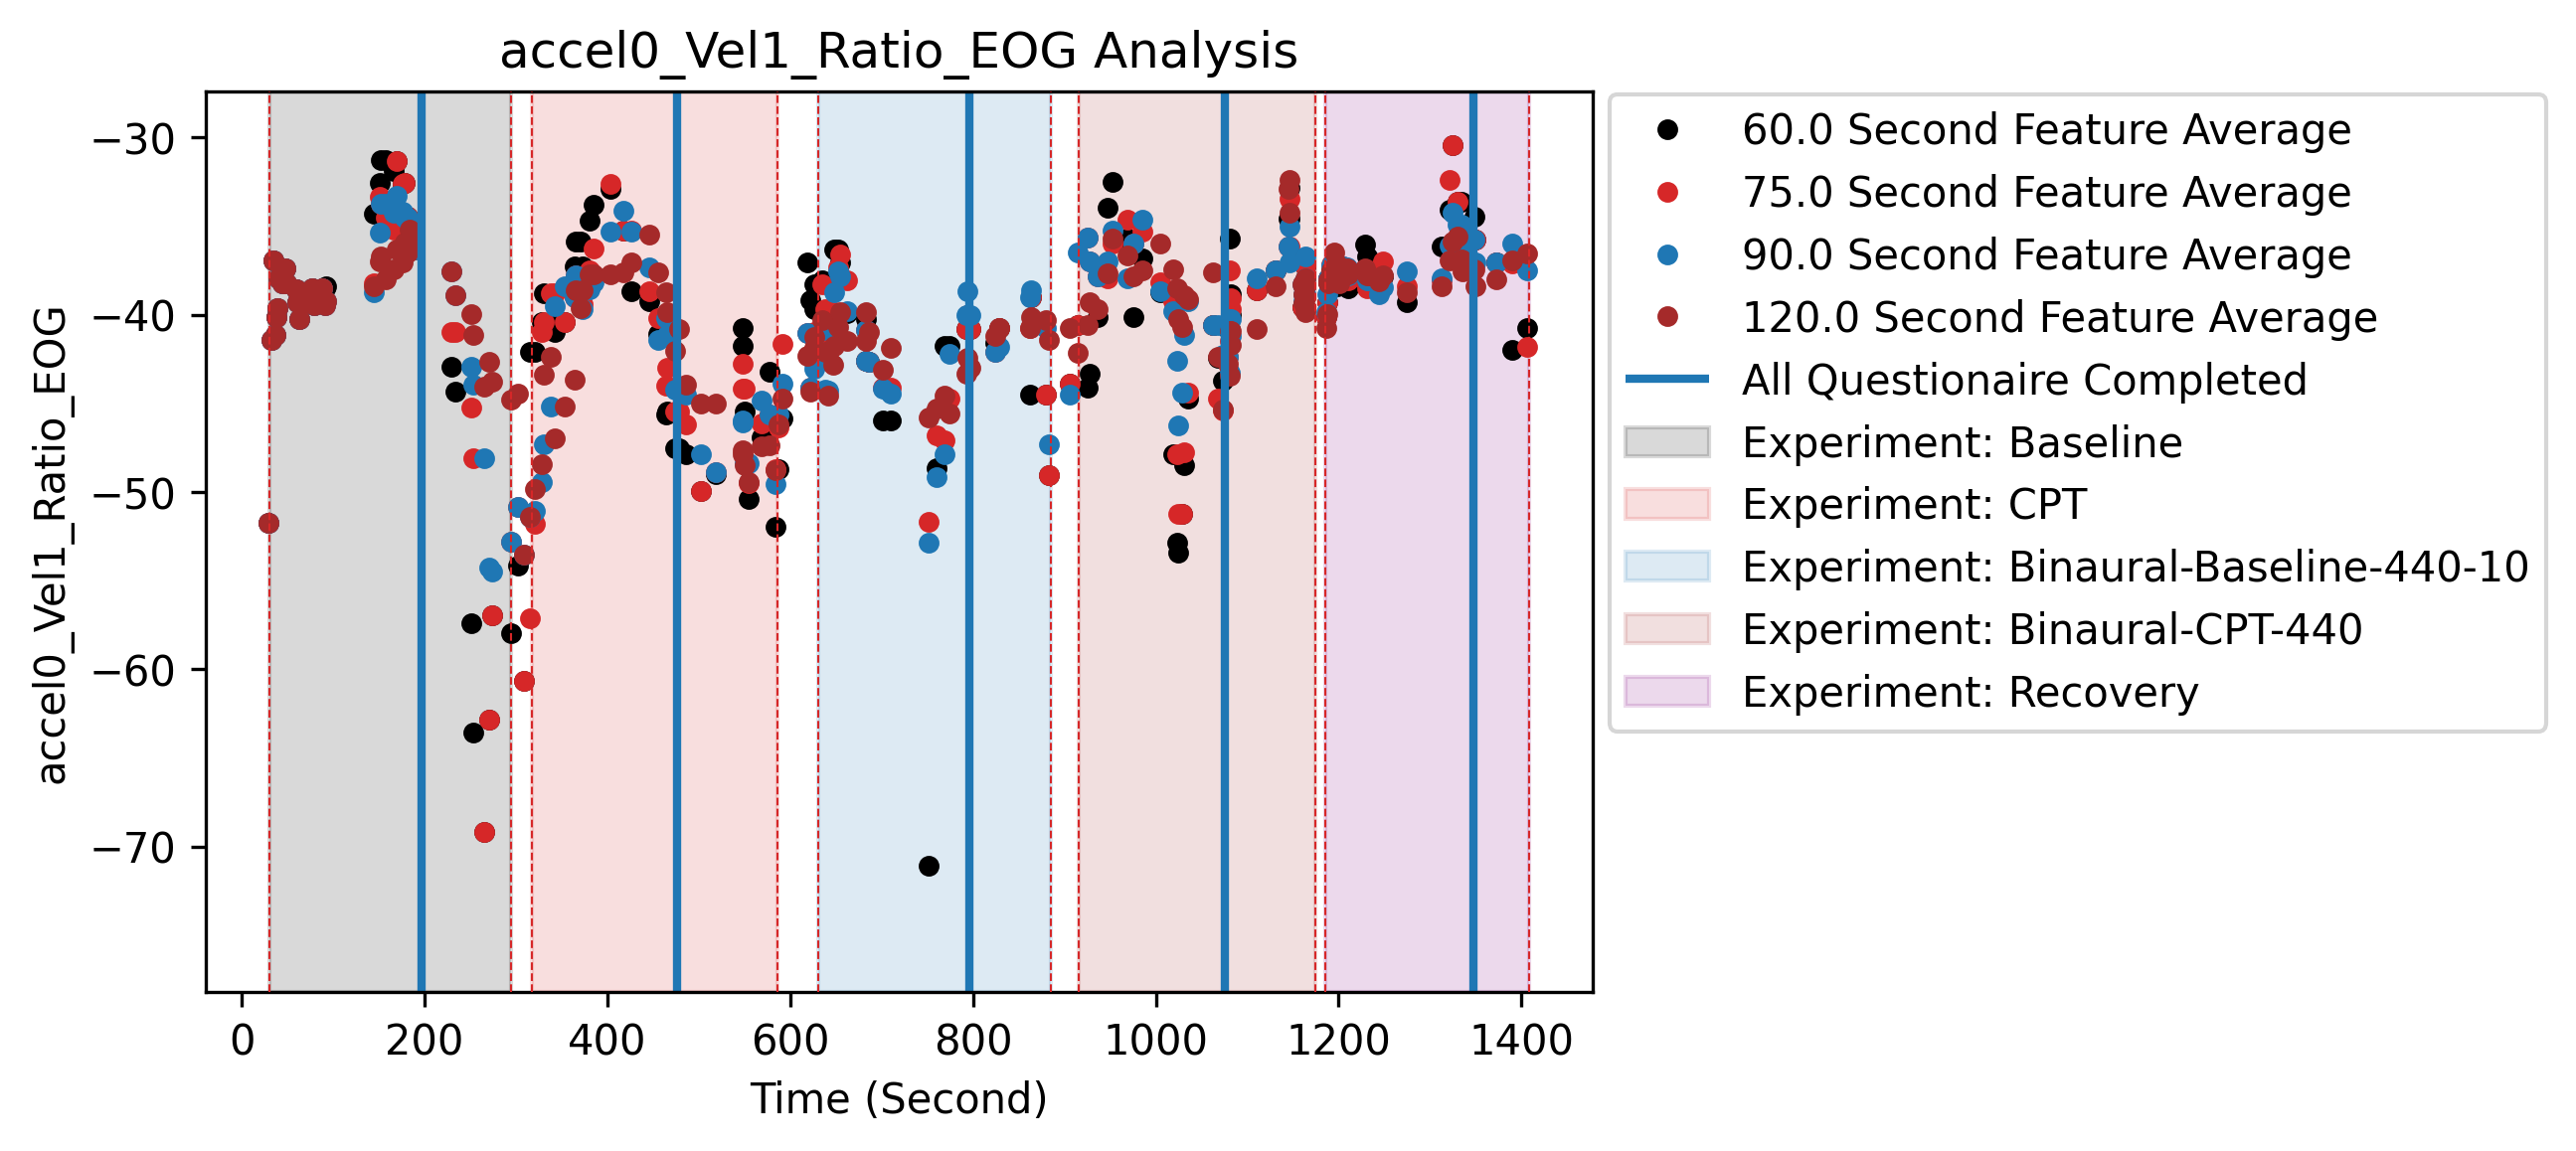 accel0_Vel1_Ratio_EOG Analysis
accel0_Vel1_Ratio_EOG
−30
−40
−50
−60
−70
0 200 400 600 800 1000 1200 1400
Time (Second)
60.0 Second Feature Average
75.0 Second Feature Average
90.0 Second Feature Average
120.0 Second Feature Average
All Questionaire Completed
Experiment: Baseline
Experiment: CPT
Experiment: Binaural-Baseline-440-10
Experiment: Binaural-CPT-440
Experiment: Recovery